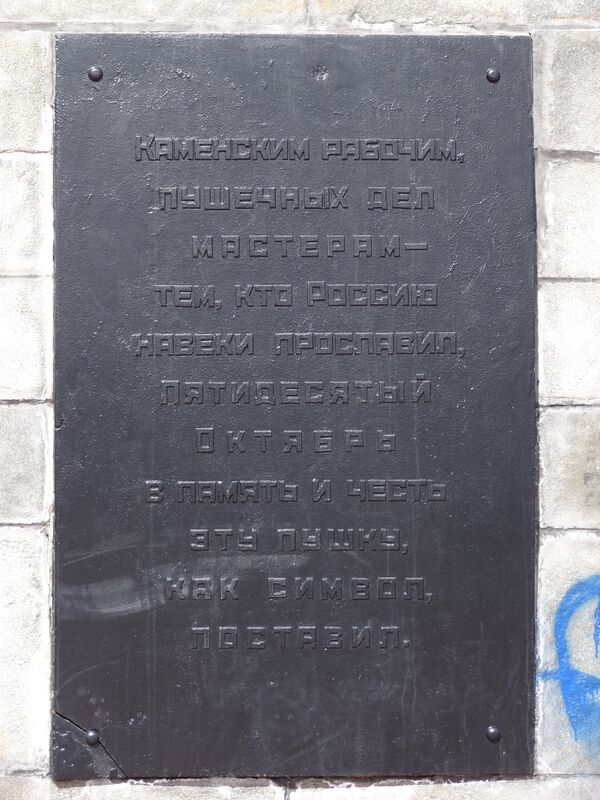 Каменским рабочим,
пушечных дел
мастерам—
тем, кто Россию
навеки прославил,
Пятидесятый
Октябрь
в память и честь
эту пушку,
как символ,
поставил.